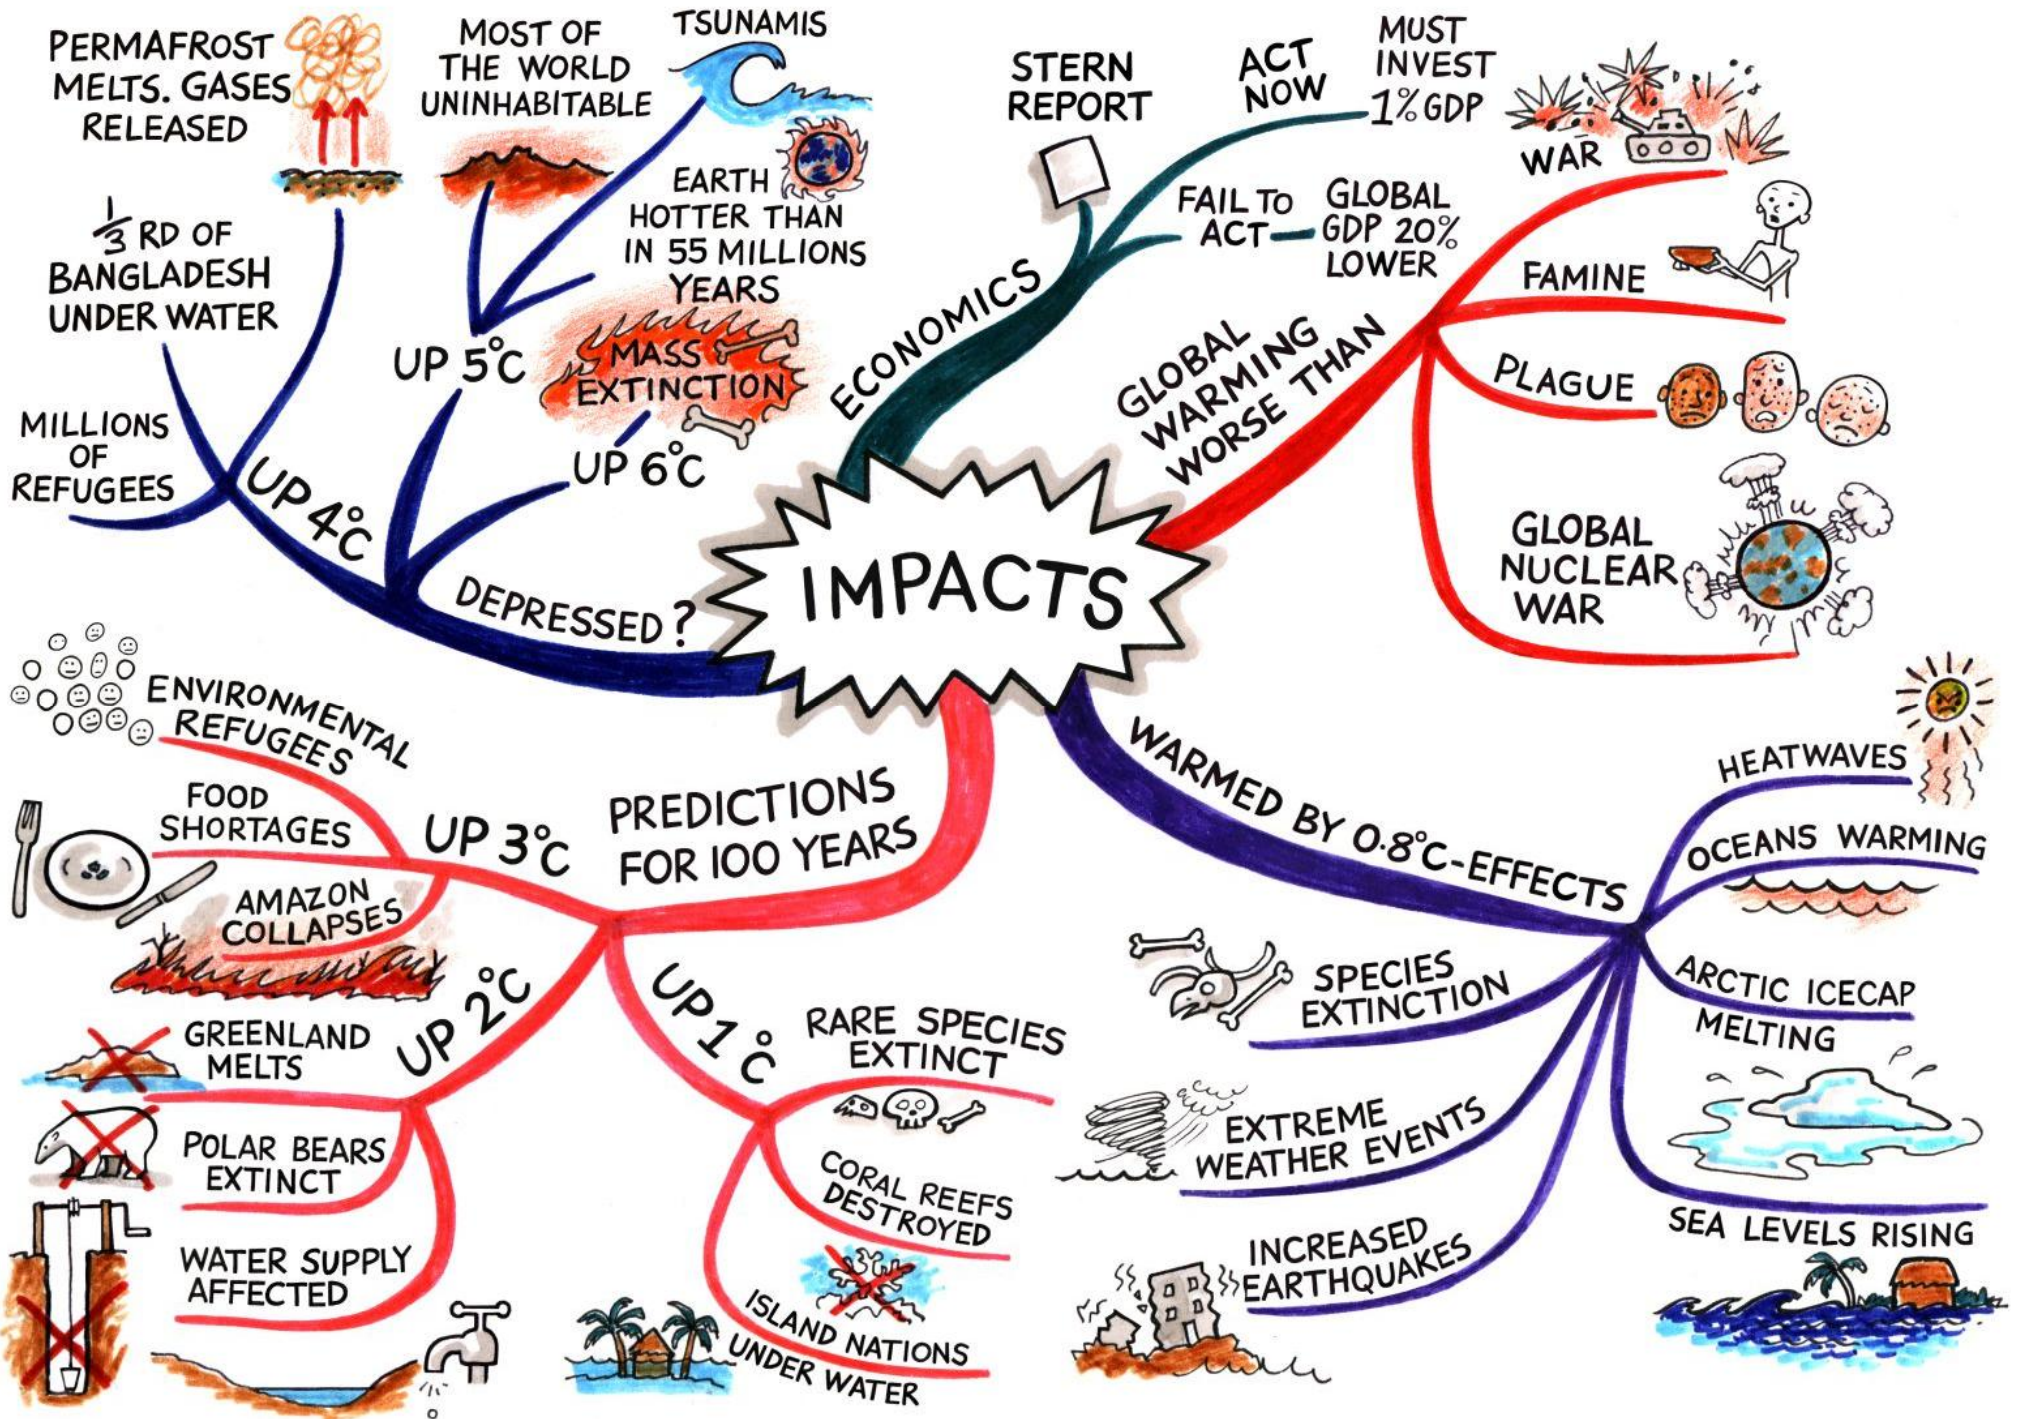 IMPACTS
ECONOMICS
STERN
REPORT
ACT
NOW
MUST
INVEST
1% GDP
FAIL TO
ACT
GLOBAL
GDP 20%
LOWER
GLOBAL
WARMING
WORSE THAN
WAR
FAMINE
PLAGUE
GLOBAL
NUCLEAR
WAR
WARMED BY 0.8°C-EFFECTS
HEATWAVES
OCEANS WARMING
ARCTIC ICECAP
MELTING
SEA LEVELS RISING
INCREASED
EARTHQUAKES
EXTREME
WEATHER EVENTS
SPECIES
EXTINCTION
PREDICTIONS
FOR 100 YEARS
UP 1°C
RARE SPECIES
EXTINCT
CORAL REEFS
DESTROYED
ISLAND NATIONS
UNDER WATER
UP 2°C
GREENLAND
MELTS
POLAR BEARS
EXTINCT
WATER SUPPLY
AFFECTED
UP 3°C
ENVIRONMENTAL
REFUGEES
FOOD
SHORTAGES
AMAZON
COLLAPSES
DEPRESSED?
UP 4°C
MILLIONS
OF
REFUGEES
1/3 RD OF
BANGLADESH
UNDER WATER
PERMAFROST
MELTS. GASES
RELEASED
UP 5°C
MOST OF
THE WORLD
UNINHABITABLE
TSUNAMIS
EARTH
HOTTER THAN
IN 55 MILLIONS
YEARS
UP 6°C
MASS
EXTINCTION